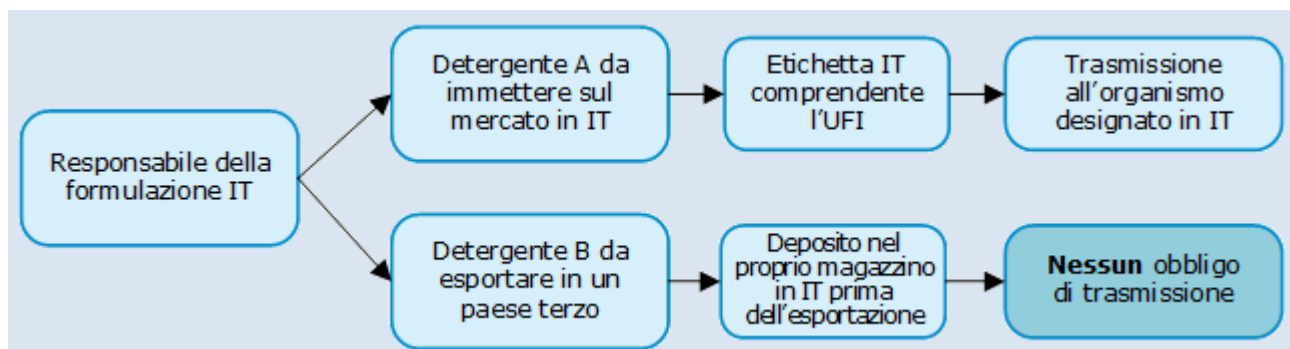 Responsabile della
formulazione IT
Detergente A da
immettere sul
mercato in IT
Etichetta IT
comprendente
l'UFI
Trasmissione
all'organismo
designato in IT
Detergente B da
esportare in un
paese terzo
Deposito nel
proprio magazzino
in IT prima
dell'esportazione
Nessun obbligo
di trasmissione